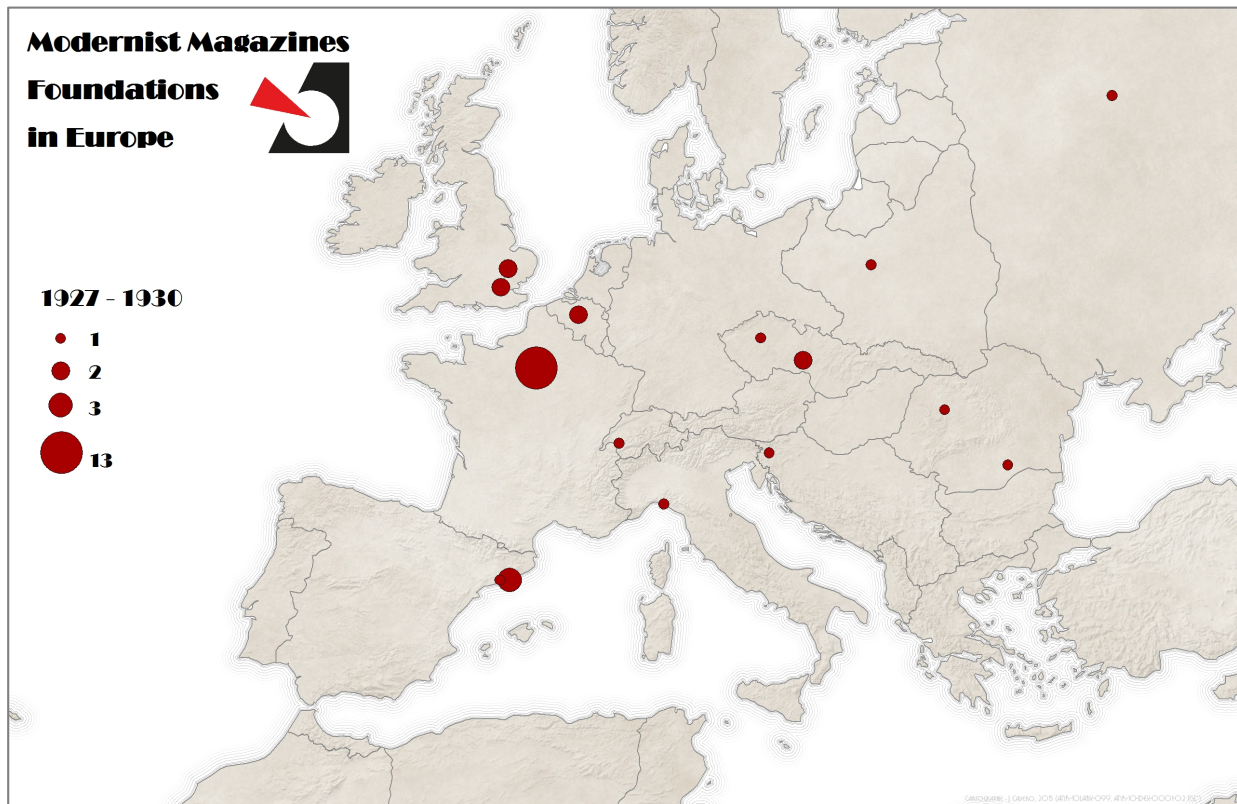 Modernist Magazines
Foundations
in Europe
1927 - 1930
1
2
3
13